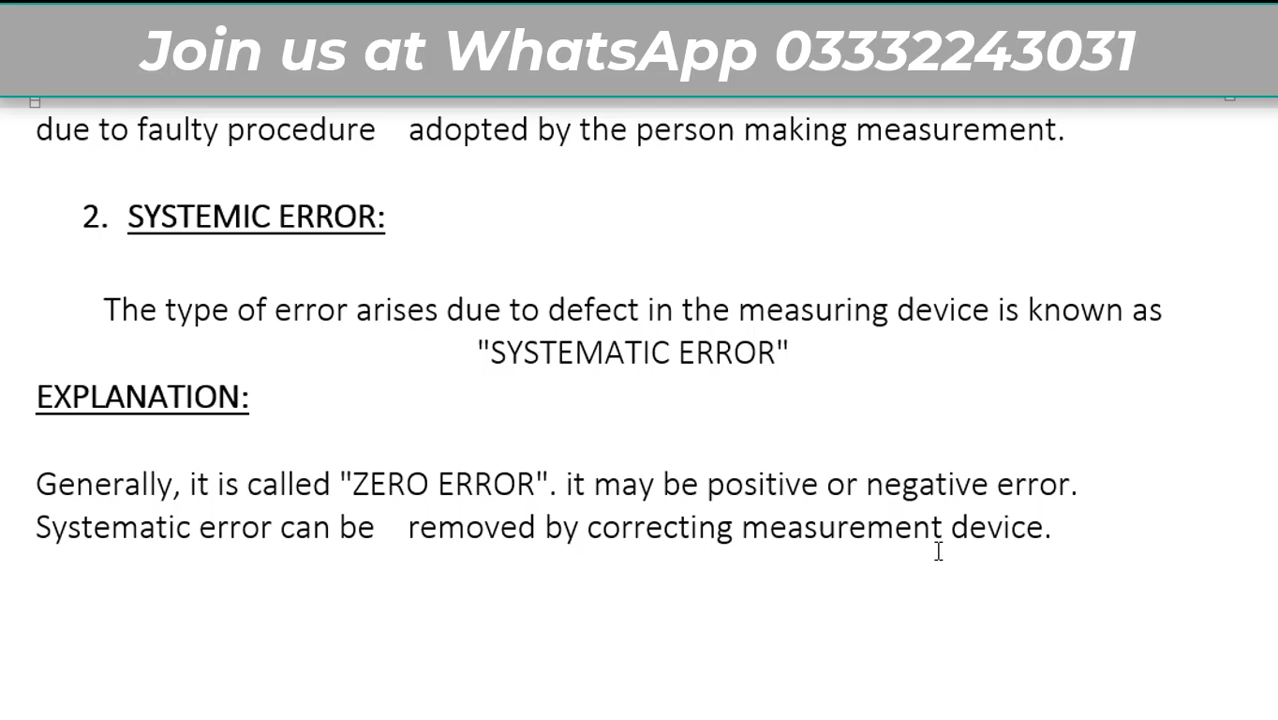 Join us at WhatsApp 03332243031
due to faulty procedure adopted by the person making measurement.
2. SYSTEMIC ERROR:
The type of error arises due to defect in the measuring device is known as
"SYSTEMATIC ERROR"
EXPLANATION:
Generally, it is called "ZERO ERROR". it may be positive or negative error.
Systematic error can be removed by correcting measurement device.